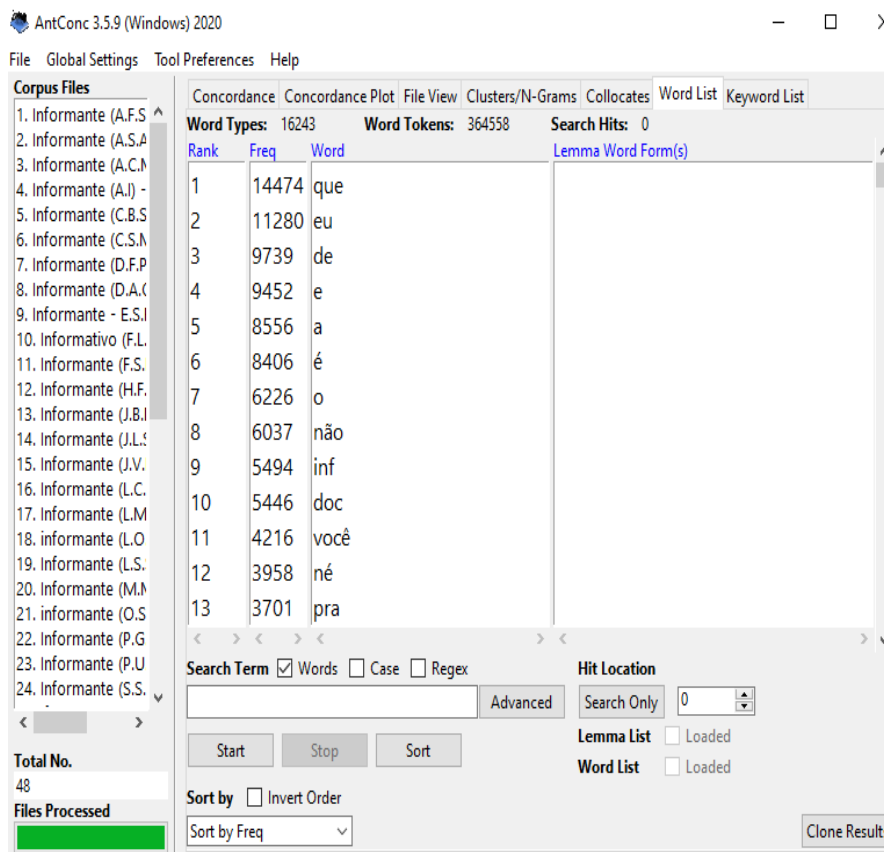 AntConc 3.5.9 (Windows) 2020
File Global Settings Tool Preferences Help
Corpus Files
1. Informante (A.F.S
2. Informante (A.S.A
3. Informante (A.C.N
4. Informante (A.I) -
5. Informante (C.B.S
6. Informante (C.S.N
7. Informante (D.F.P
8. Informante (D.A.C
9. Informante - E.S.I
10. Informativo (F.L.
11. Informante (F.S.
12. Informante (H.F.
13. Informante (J.B.I
14. Informante (J.L.S
15. Informante (J.V.
16. Informante (L.C.
17. Informante (L.M
18. informante (L.O
19. Informante (L.S.
20. Informante (M.N
21. informante (O.S
22. Informante (P.G
23. Informante (P.U
24. Informante (S.S.
Total No.
48
Files Processed
Concordance Concordance Plot File View Clusters/N-Grams Collocates Word List Keyword List
Word Types: 16243 Word Tokens: 364558 Search Hits: 0
Rank Freq Word Lemma Word Form(s)
1 14474 que
2 11280 eu
3 9739 de
4 9452 e
5 8556 a
6 8406 é
7 6226 o
8 6037 não
9 5494 inf
10 5446 doc
11 4216 você
12 3958 né
13 3701 pra
Search Term Words Case Regex Hit Location
Advanced Search Only 0
Start Stop Sort Lemma List Loaded
Word List Loaded
Sort by Invert Order
Sort by Freq Clone Result